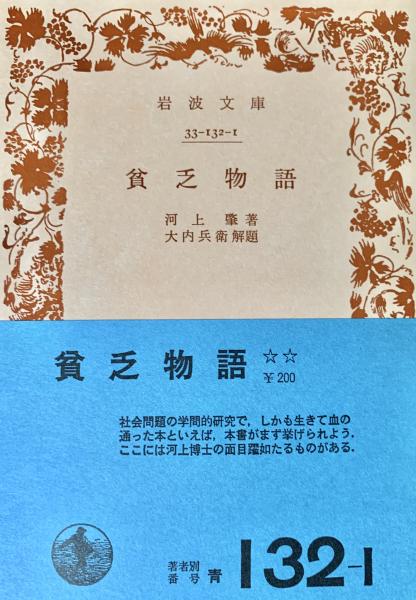 岩波文庫
33-132-1
貧乏物語
河上肇著
大内兵衛解題
貧乏物語 ☆☆
¥200
社会問題の学問的研究で，しかも生きて血の
通った本といえば，本書がまず挙げられよう．
ここには河上博士の面目躍如たるものがある．
著者別
番号 青 132-1